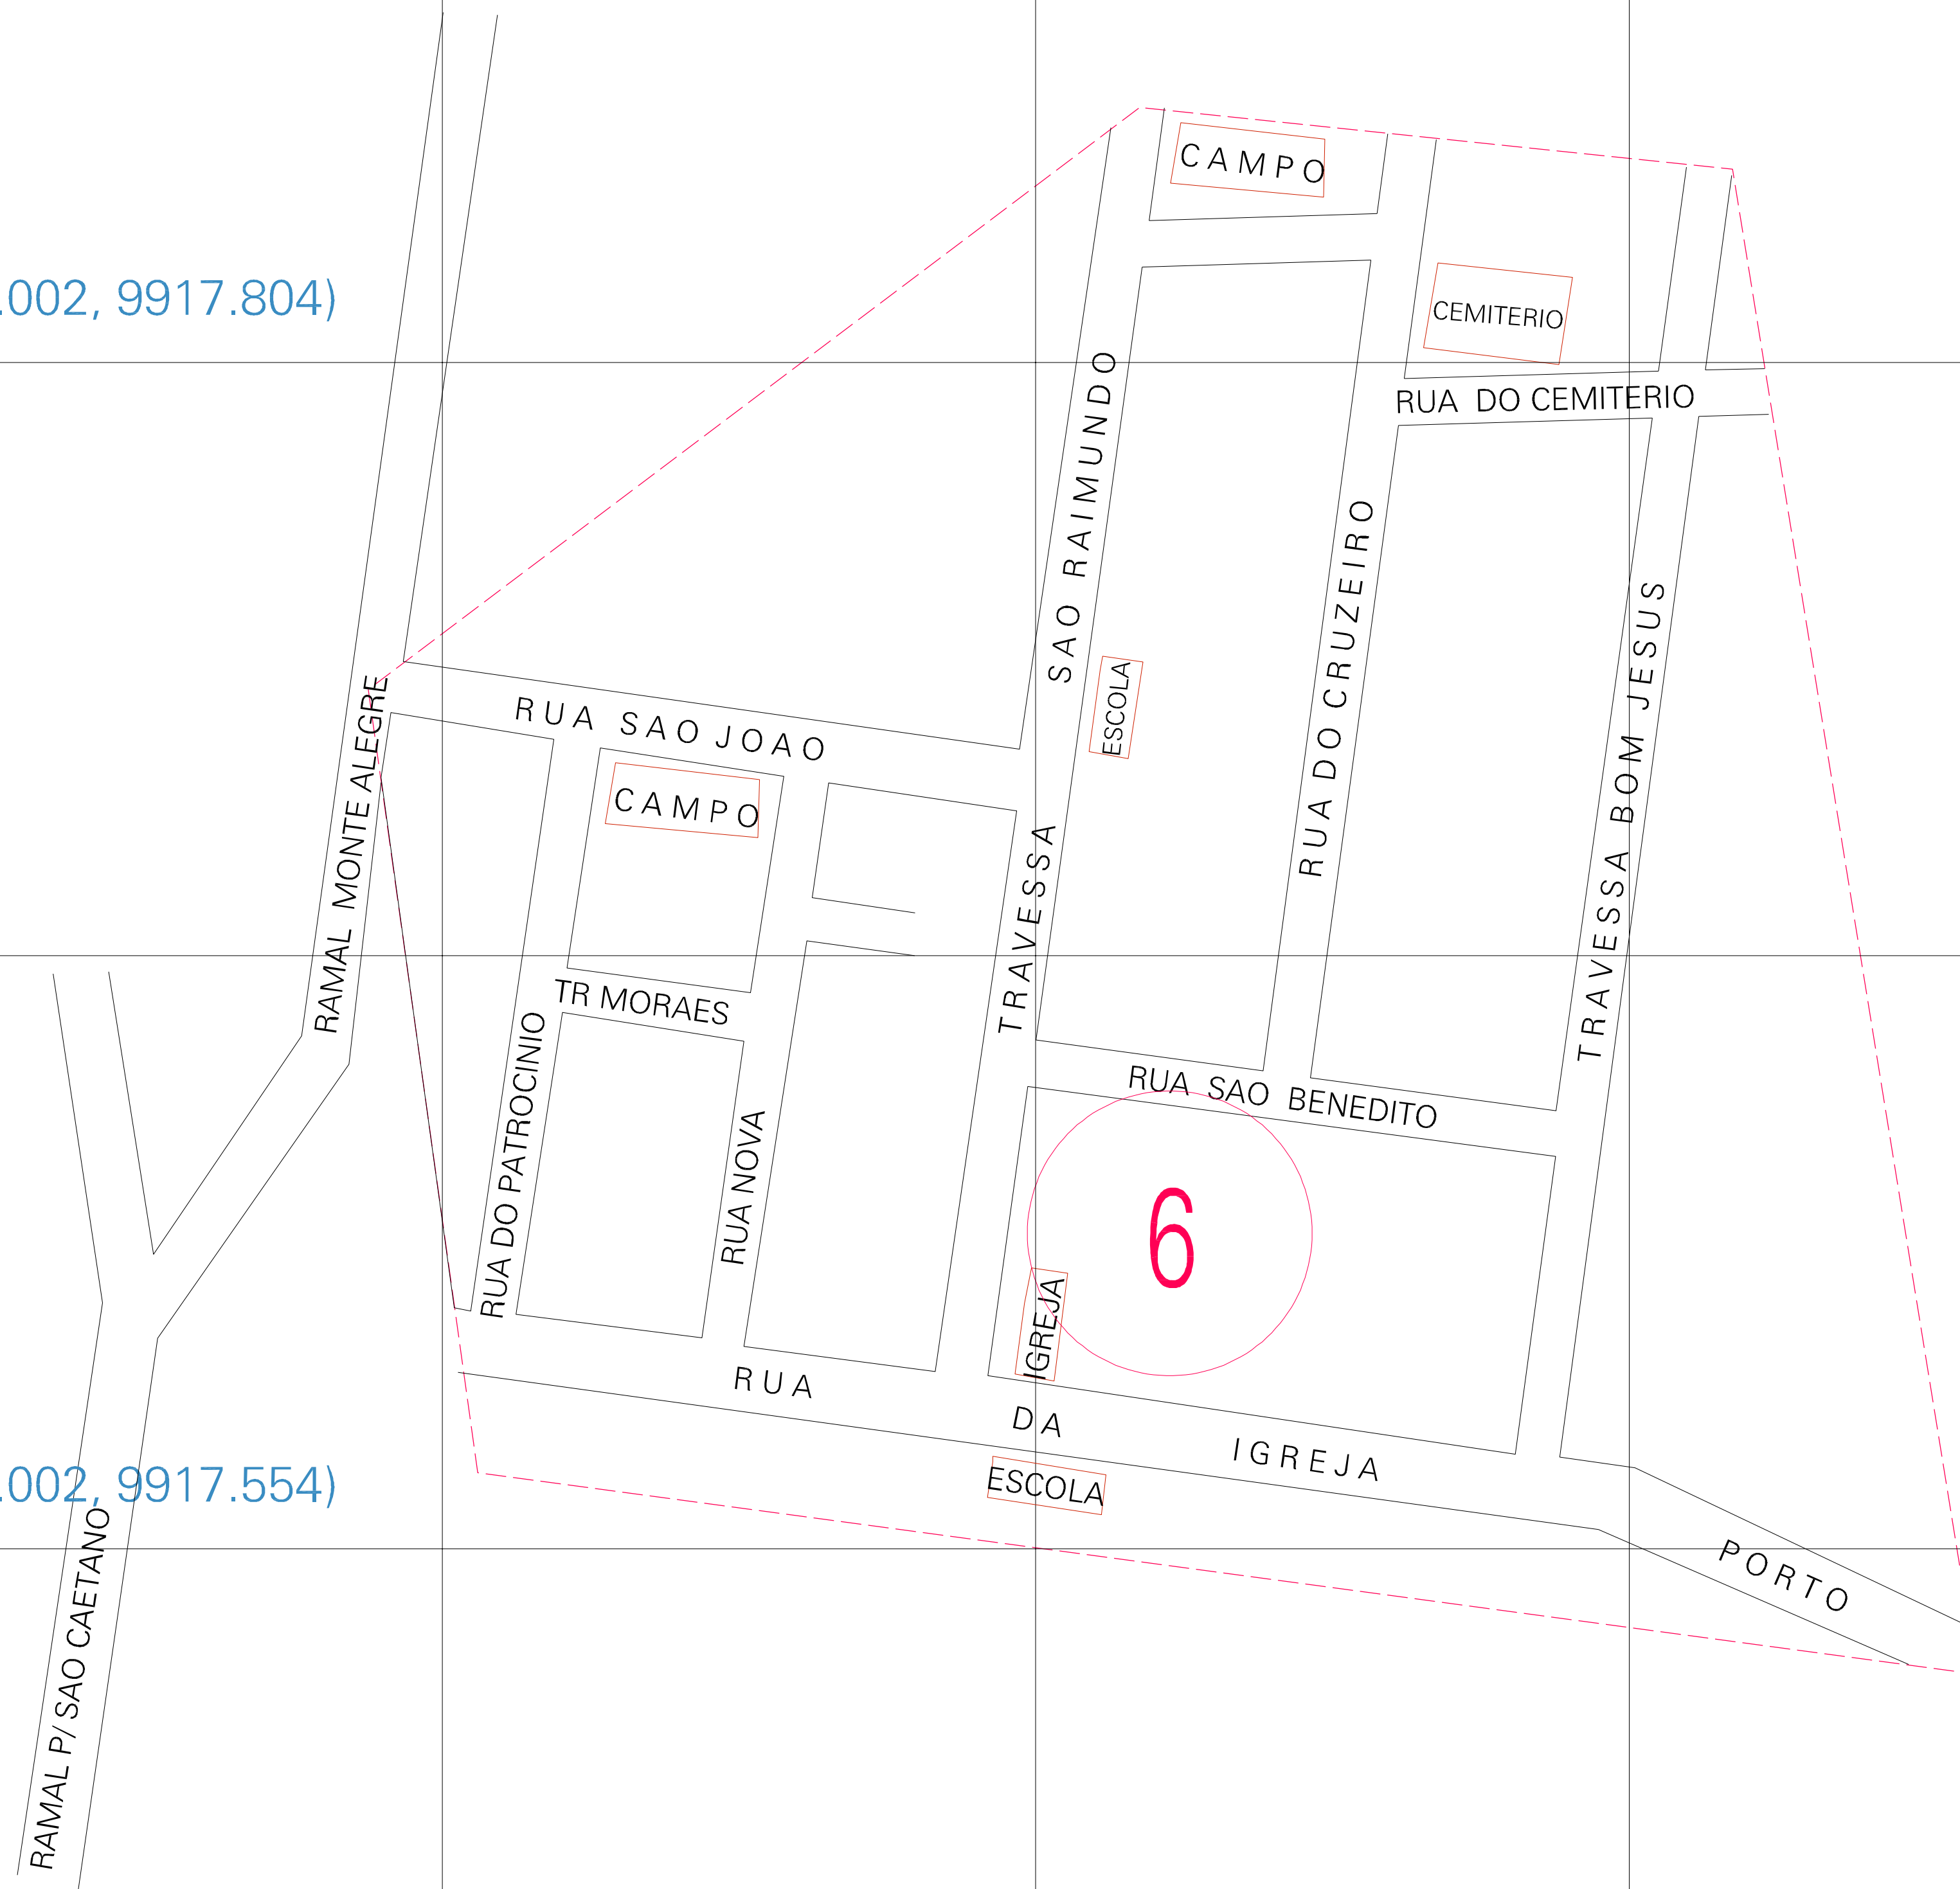 CAMPO
.002, 9917.804)
CEMITERIO
RUA DO CEMITERIO
TRAVESSA SAO RAIMUNDO
RUA DO CRUZEIRO
TRAVESSA BOM JESUS
ESCOLA
RAMAL MONTE ALEGRE
RUA SAO JOAO
CAMPO
TR MORAES
RUA DO PATROCINIO
RUA NOVA
RUA SAO BENEDITO
6
IGREJA
RUA DA IGREJA
ESCOLA
.002, 9917.554)
PORTO
RAMAL P/ SAO CAETANO